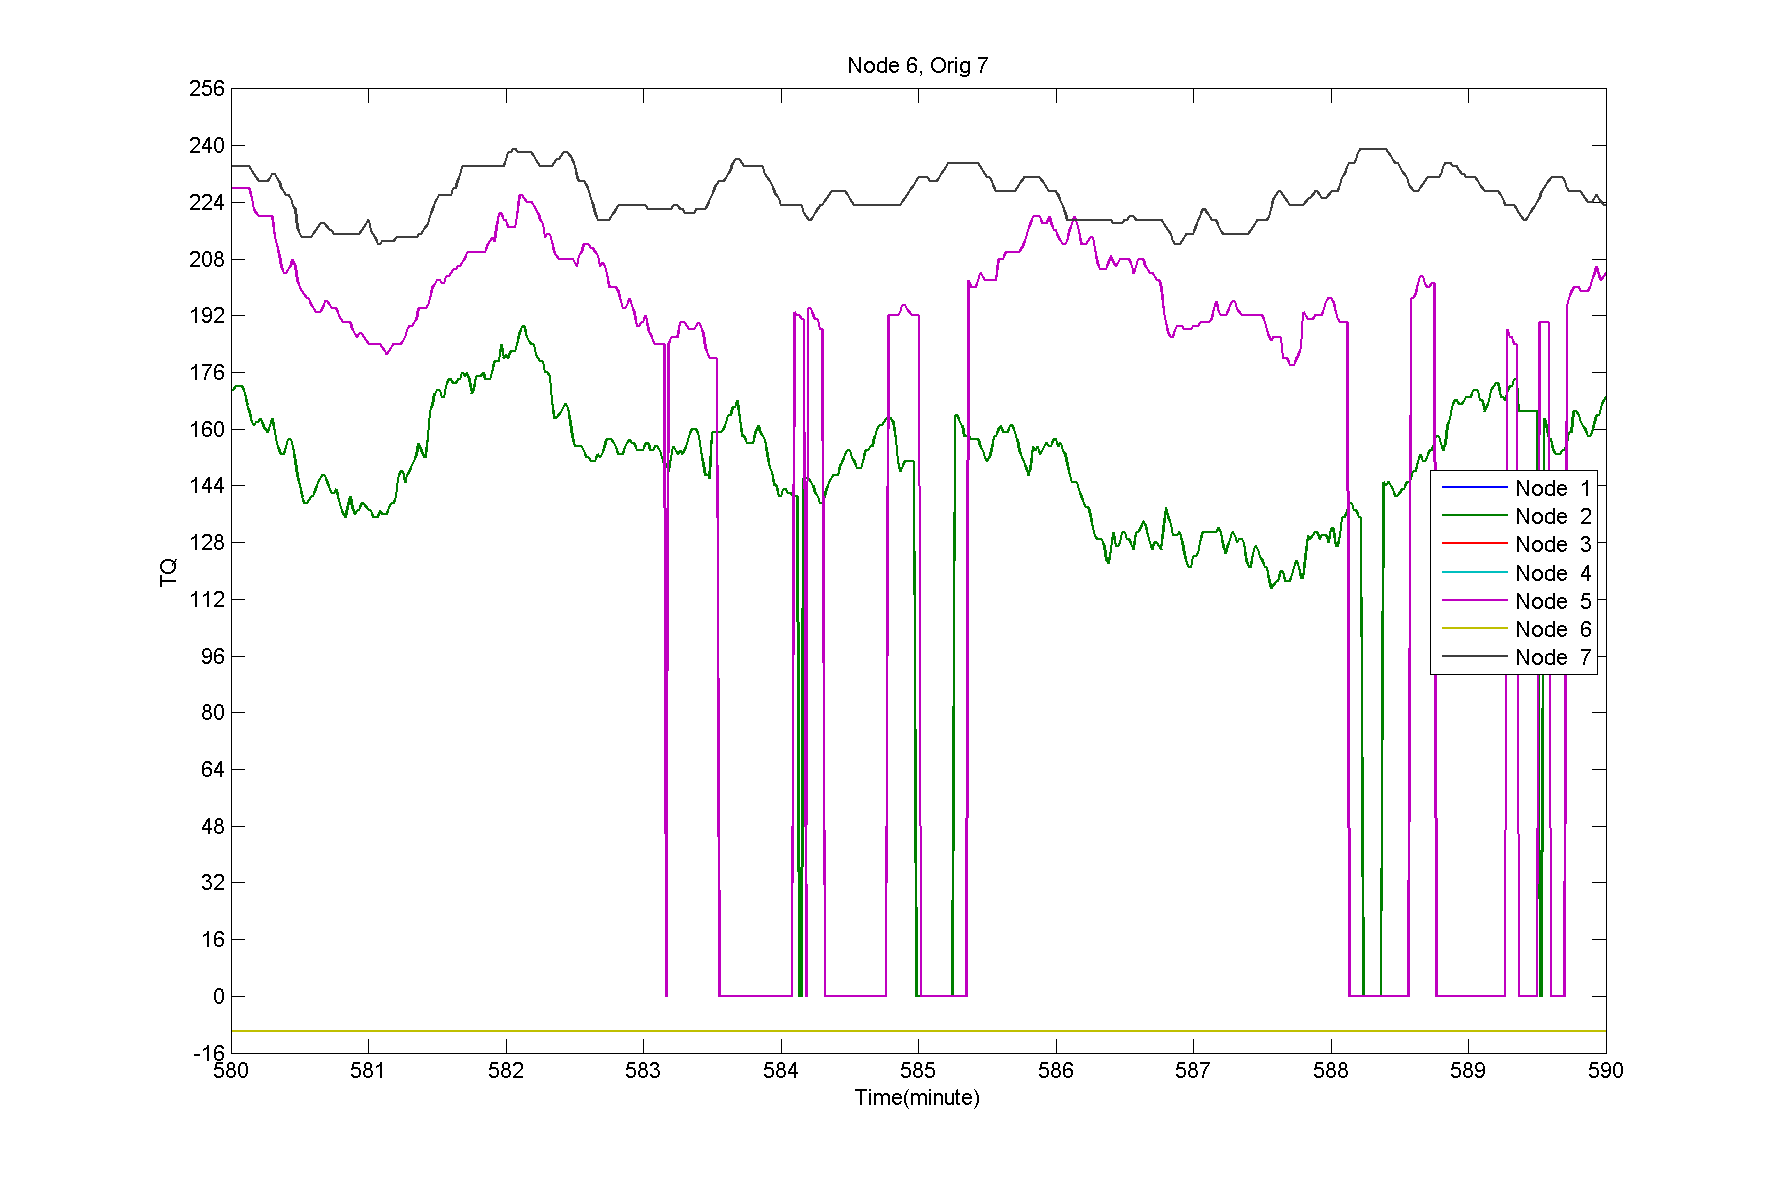 Node 6, Orig 7
256
240
224
208
192
176
160
144
128
112
96
80
64
48
32
16
0
-16
TQ
Node 1
Node 2
Node 3
Node 4
Node 5
Node 6
Node 7
580 581 582 583 584 585 586 587 588 589 590
Time(minute)